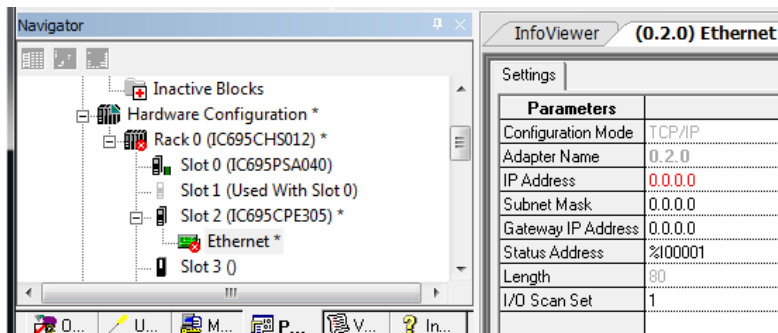 Navigator
Inactive Blocks
Hardware Configuration *
Rack 0 (IC695CHS012) *
Slot 0 (IC695PSA040)
Slot 1 (Used With Slot 0)
Slot 2 (IC695CPE305) *
Ethernet *
Slot 3 ()
O... U... M... P... V... In...
InfoViewer (0.2.0) Ethernet
Settings
Parameters
Configuration Mode TCP/IP
Adapter Name 0.2.0
IP Address 0.0.0.0
Subnet Mask 0.0.0.0
Gateway IP Address 0.0.0.0
Status Address %I00001
Length 80
I/O Scan Set 1